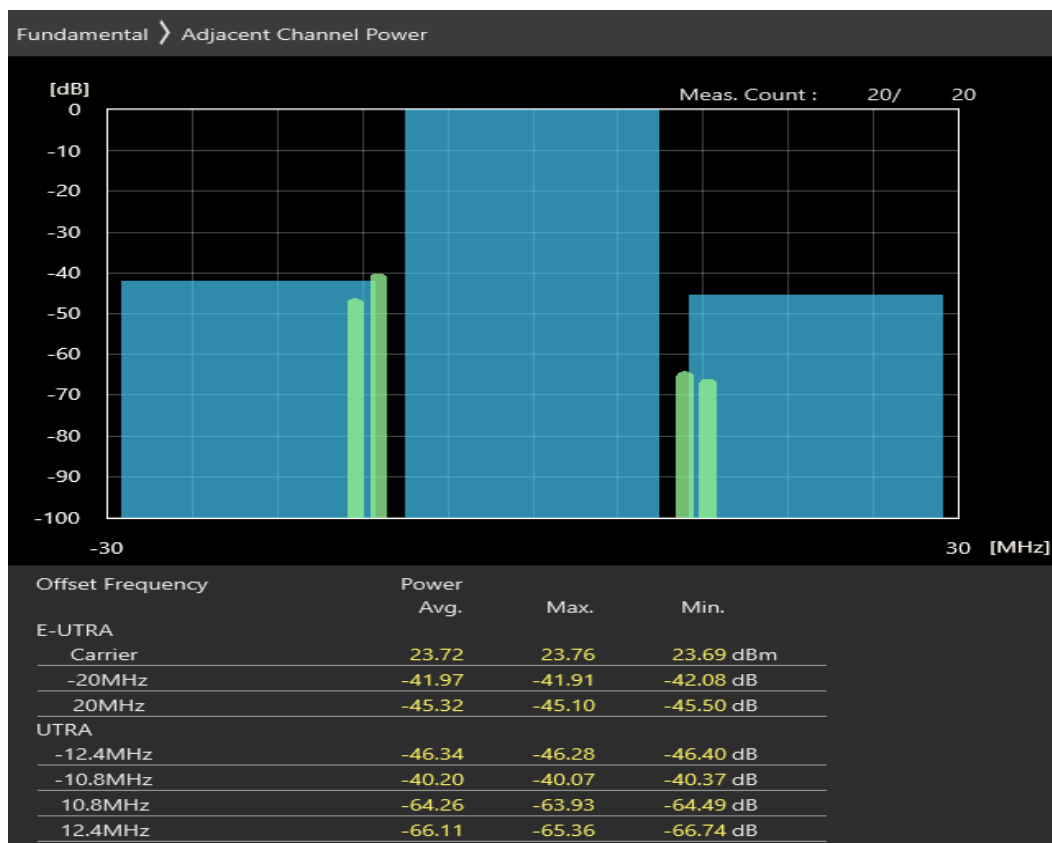 Fundamental 〉 Adjacent Channel Power
[dB]
Meas. Count : 20/ 20
0
-10
-20
-30
-40
-50
-60
-70
-80
-90
-100
-30 30 [MHz]
Offset Frequency Power
Avg. Max. Min.
E-UTRA
Carrier 23.72 23.76 23.69 dBm
-20MHz -41.97 -41.91 -42.08 dB
20MHz -45.32 -45.10 -45.50 dB
UTRA
-12.4MHz -46.34 -46.28 -46.40 dB
-10.8MHz -40.20 -40.07 -40.37 dB
10.8MHz -64.26 -63.93 -64.49 dB
12.4MHz -66.11 -65.36 -66.74 dB